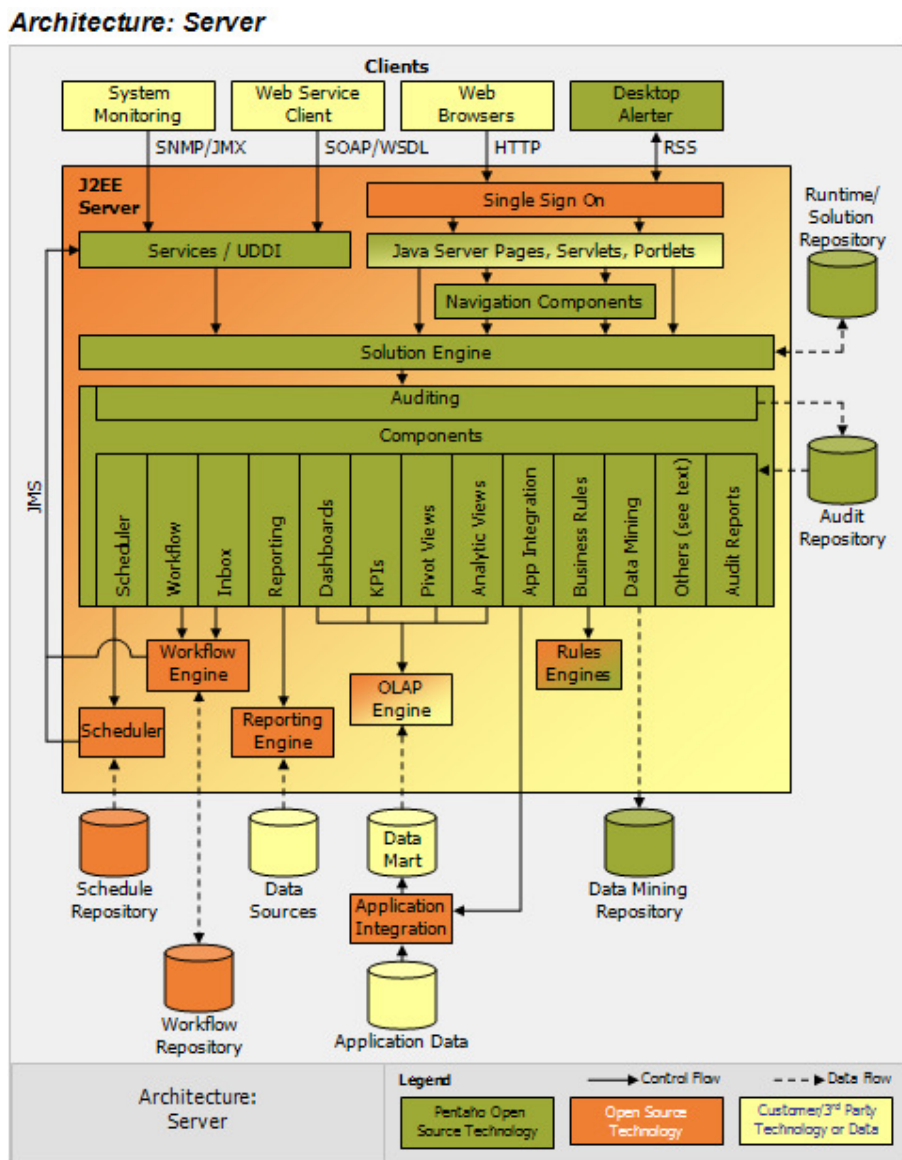 Architecture: Server
Clients
System
Monitoring
Web Service
Client
Web
Browsers
Desktop
Alerter
SNMP/JMX
SOAP/WSDL
HTTP
RSS
J2EE
Server
Single Sign On
Runtime/
Solution
Repository
Services / UDDI
Java Server Pages, Servlets, Portlets
Navigation Components
Solution Engine
Auditing
Components
JMS
Scheduler
Workflow
Inbox
Reporting
Dashboards
KPIs
Pivot Views
Analytic Views
App Integration
Business Rules
Data Mining
Others (see text)
Audit Reports
Audit
Repository
Workflow
Engine
Rules
Engines
OLAP
Engine
Scheduler
Reporting
Engine
Schedule
Repository
Data
Sources
Data
Mart
Data Mining
Repository
Application
Integration
Workflow
Repository
Application Data
Architecture:
Server
Legend
Control Flow
Data Flow
Pentaho Open
Source Technology
Open Source
Technology
Customer/3rd Party
Technology or Data